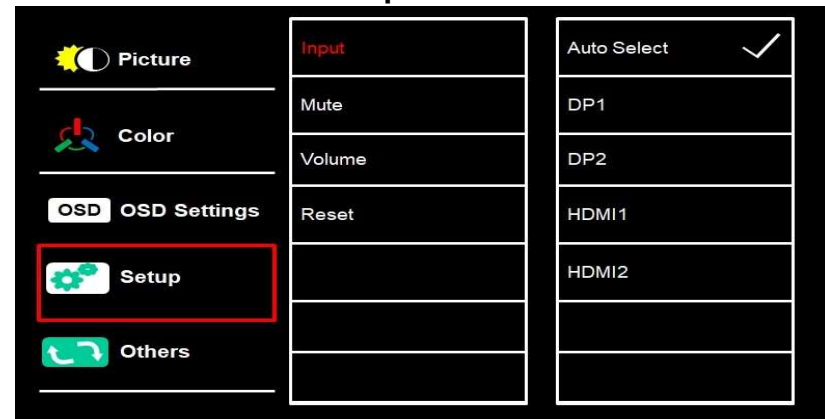 Picture
Color
OSD OSD Settings
Setup
Others
Input
Mute
Volume
Reset
Auto Select
DP1
DP2
HDMI1
HDMI2